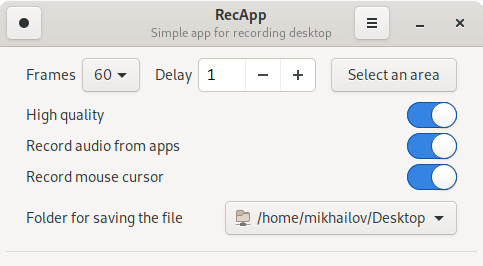 RecApp
Simple app for recording desktop
Frames 60 Delay 1 Select an area
High quality
Record audio from apps
Record mouse cursor
Folder for saving the file /home/mikhailov/Desktop